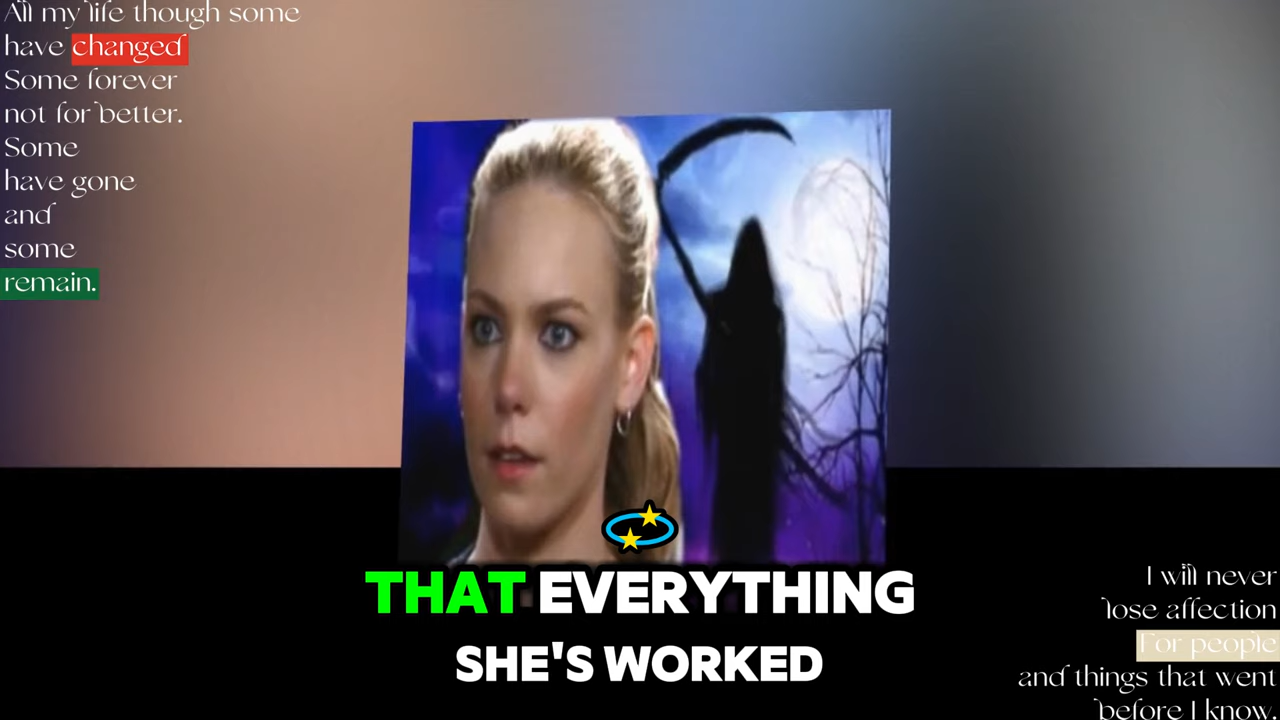 All my life though some
have changed
Some forever
not for better.
Some
have gone
and
some
remain.
THAT EVERYTHING
SHE'S WORKED
I will never
lose affection
For people
and things that went
before I know.